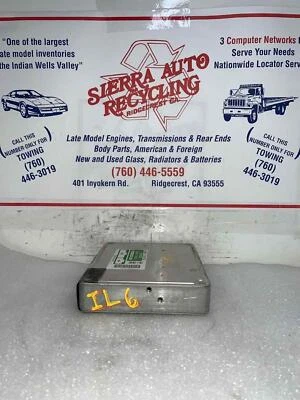 "One of the largest
late model inventories
in the Indian Wells Valley"
3 Computer Networks t
Serve Your Needs
Nationwide Locator Serv
SIERRA AUTO
RECYCLING
RIDGECREST CA.
CALL THIS
NUMBER ONLY FOR
TOWING
(760)
446-3019
CALL THIS
NUMBER ONLY FOR
TOWING
(760)
446-3019
Late Model Engines, Transmissions & Rear Ends
Body Parts, American & Foreign
New and Used Glass, Radiators & Batteries
(760) 446-5559
401 Inyokern Rd. Ridgecrest, CA 93555
IL6